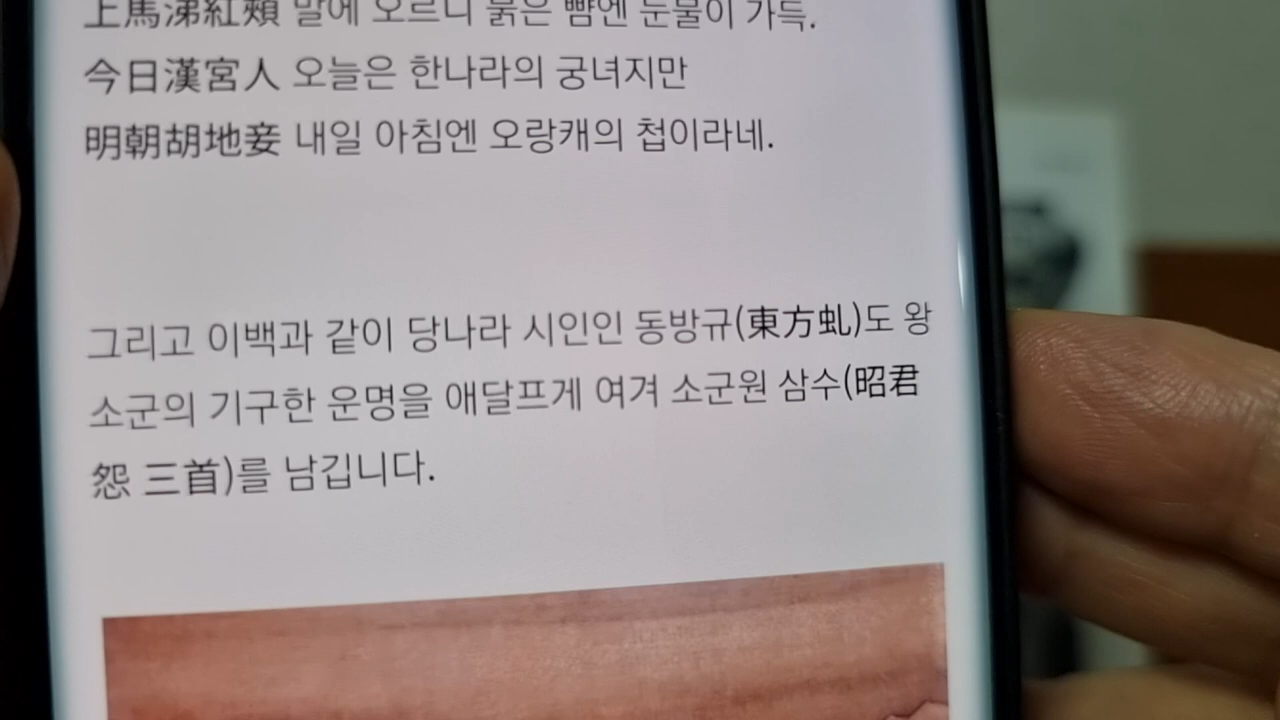 上馬涕紅頰 말에 오르니 붉은 뺨엔 눈물이 가득.
今日漢宮人 오늘은 한나라의 궁녀지만
明朝胡地妾 내일 아침엔 오랑캐의 첩이라네.
그리고 이백과 같이 당나라 시인인 동방규(東方虬)도 왕
소군의 기구한 운명을 애달프게 여겨 소군원 삼수(昭君
怨 三首)를 남깁니다.